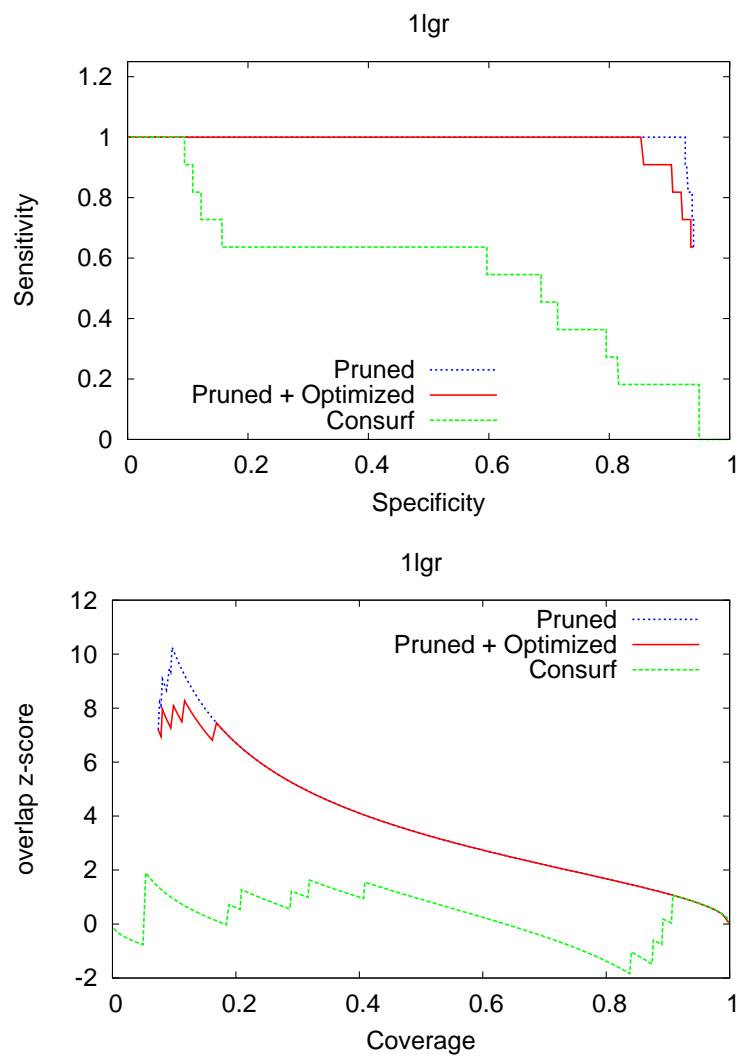 1lgr
1.2
1
0.8
0.6
0.4
0.2
0
Sensitivity
Pruned
Pruned + Optimized
Consurf
0 0.2 0.4 0.6 0.8 1
Specificity
1lgr
12
10
8
6
4
2
0
-2
overlap z-score
Pruned
Pruned + Optimized
Consurf
0 0.2 0.4 0.6 0.8 1
Coverage